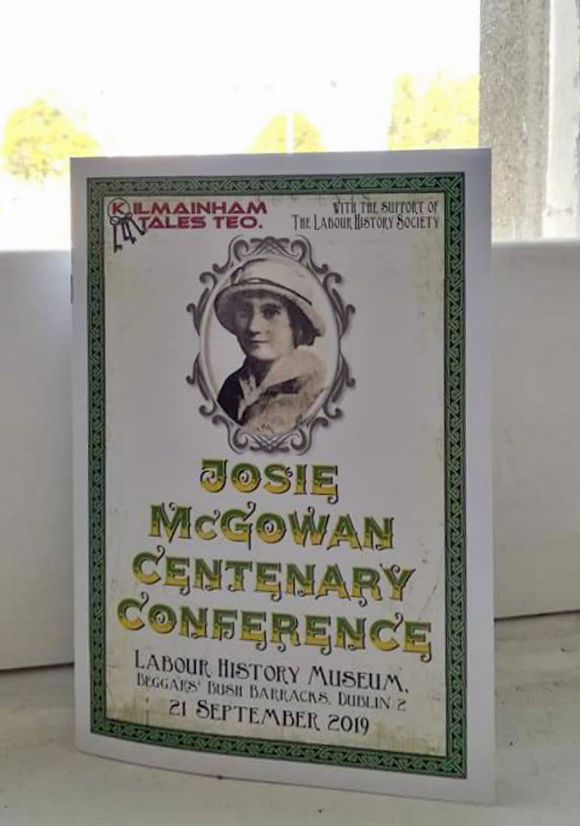 KILMAINHAM
TALES TEO.
WITH THE SUPPORT OF
THE LABOUR HISTORY SOCIETY
JOSIE
MCGOWAN
CENTENARY
CONFERENCE
LABOUR HISTORY MUSEUM,
BEGGARS' BUSH BARRACKS, DUBLIN 2
21 SEPTEMBER 2019